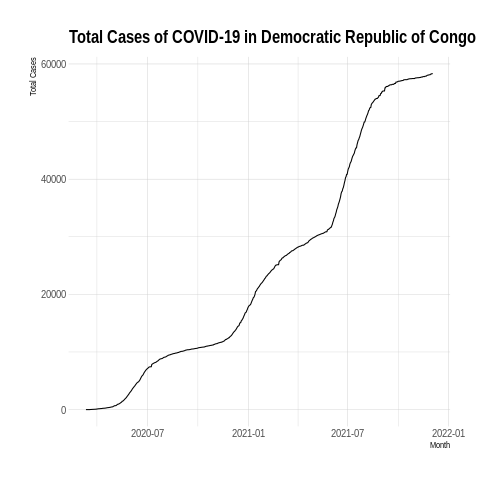 Total Cases of COVID-19 in Democratic Republic of Congo
Total Cases
60000
40000
20000
0
2020-07 2021-01 2021-07 2022-01
Month